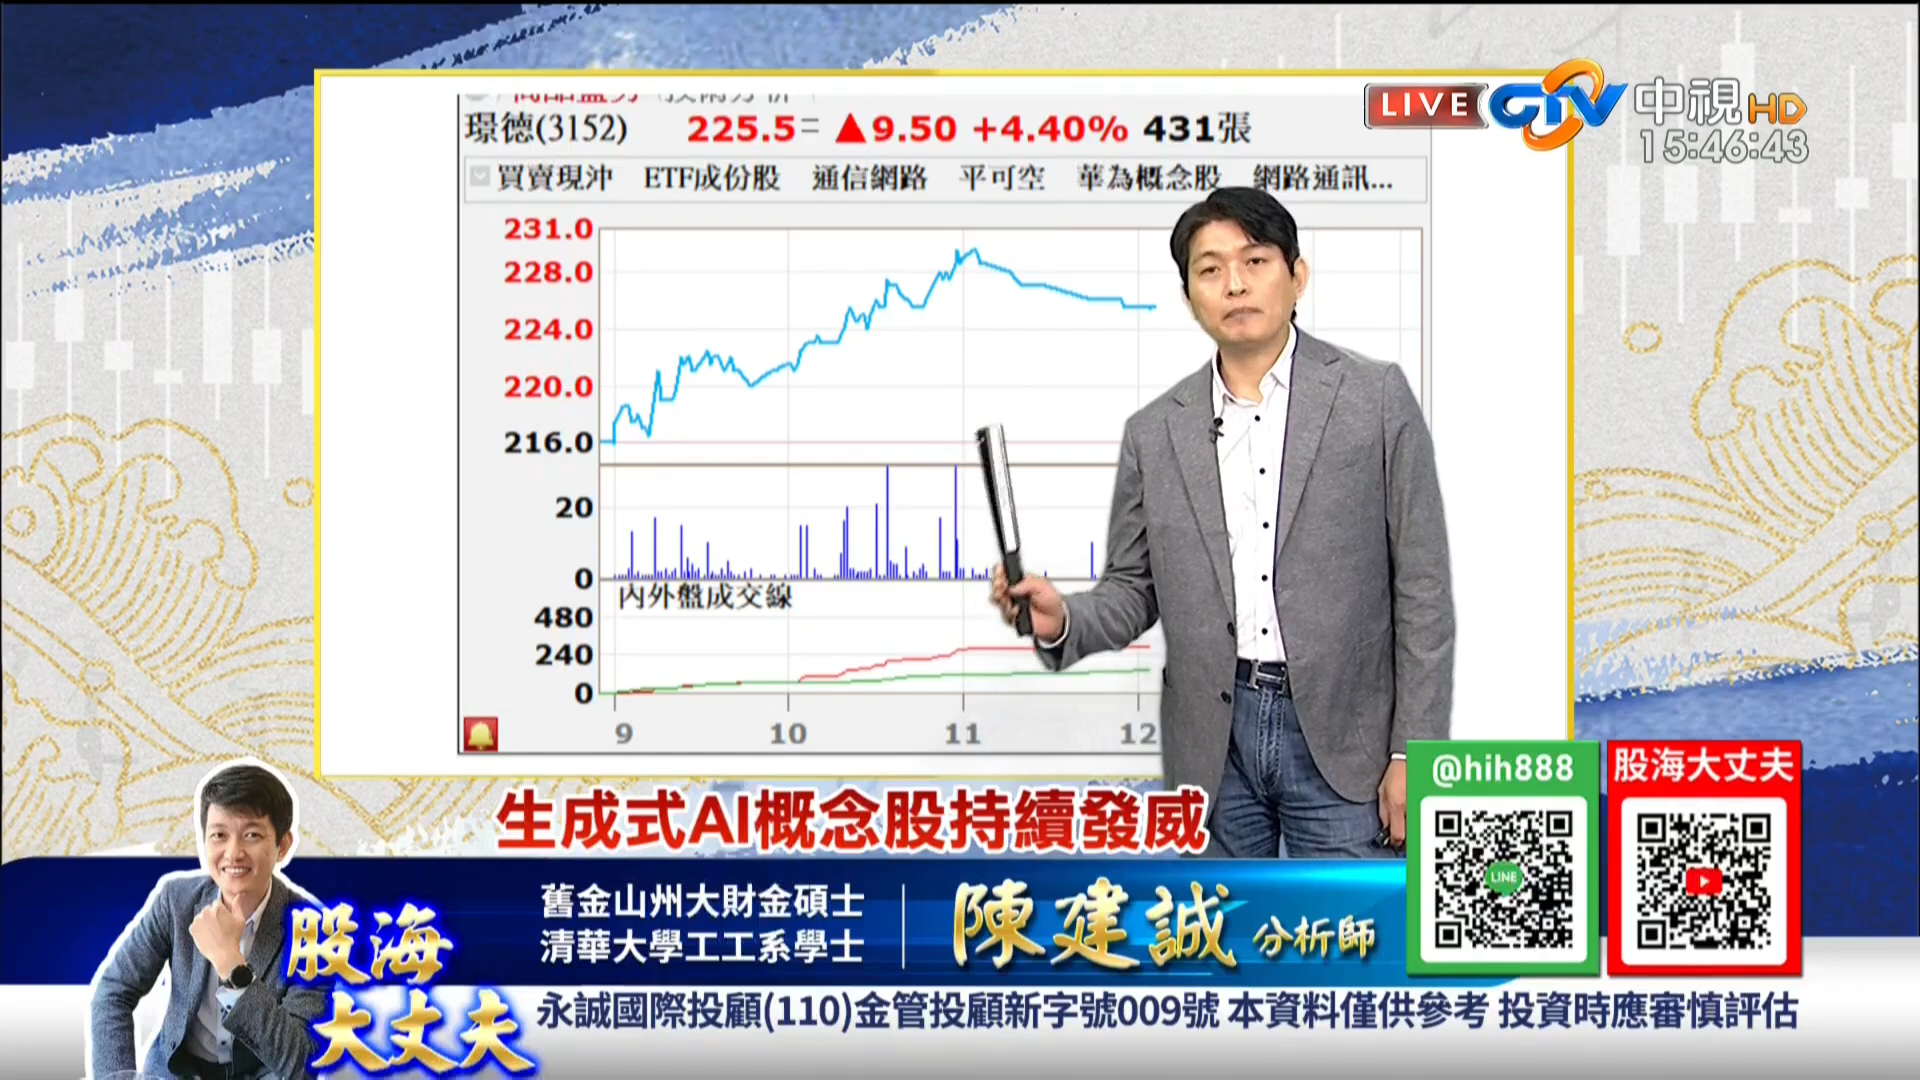 LIVE CTV 中視HD
15:46:43
璟德(3152) 225.5= ▲9.50 +4.40% 431張
買賣現沖 ETF成份股 通信網路 平可空 華為概念股 網路通訊...
231.0
228.0
224.0
220.0
216.0
20
0
內外盤成交線
480
240
0
9 10 11 12
@hih888
股海大丈夫
LINE
生成式AI概念股持續發威
舊金山州大財金碩士
清華大學工工系學士
陳建誠 分析師
股海
大丈夫
永誠國際投顧(110)金管投顧新字號009號 本資料僅供參考 投資時應審慎評估